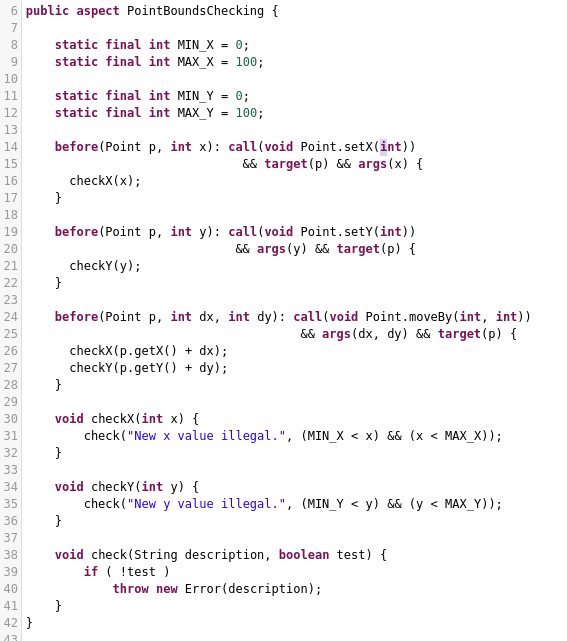 6 public aspect PointBoundsChecking {
7
8     static final int MIN_X = 0;
9     static final int MAX_X = 100;
10
11     static final int MIN_Y = 0;
12     static final int MAX_Y = 100;
13
14     before(Point p, int x): call(void Point.setX(int))
15                               && target(p) && args(x) {
16       checkX(x);
17     }
18
19     before(Point p, int y): call(void Point.setY(int))
20                              && args(y) && target(p) {
21       checkY(y);
22     }
23
24     before(Point p, int dx, int dy): call(void Point.moveBy(int, int))
25                                       && args(dx, dy) && target(p) {
26       checkX(p.getX() + dx);
27       checkY(p.getY() + dy);
28     }
29
30     void checkX(int x) {
31         check("New x value illegal.", (MIN_X < x) && (x < MAX_X));
32     }
33
34     void checkY(int y) {
35         check("New y value illegal.", (MIN_Y < y) && (y < MAX_Y));
36     }
37
38     void check(String description, boolean test) {
39         if ( !test )
40             throw new Error(description);
41     }
42 }
43